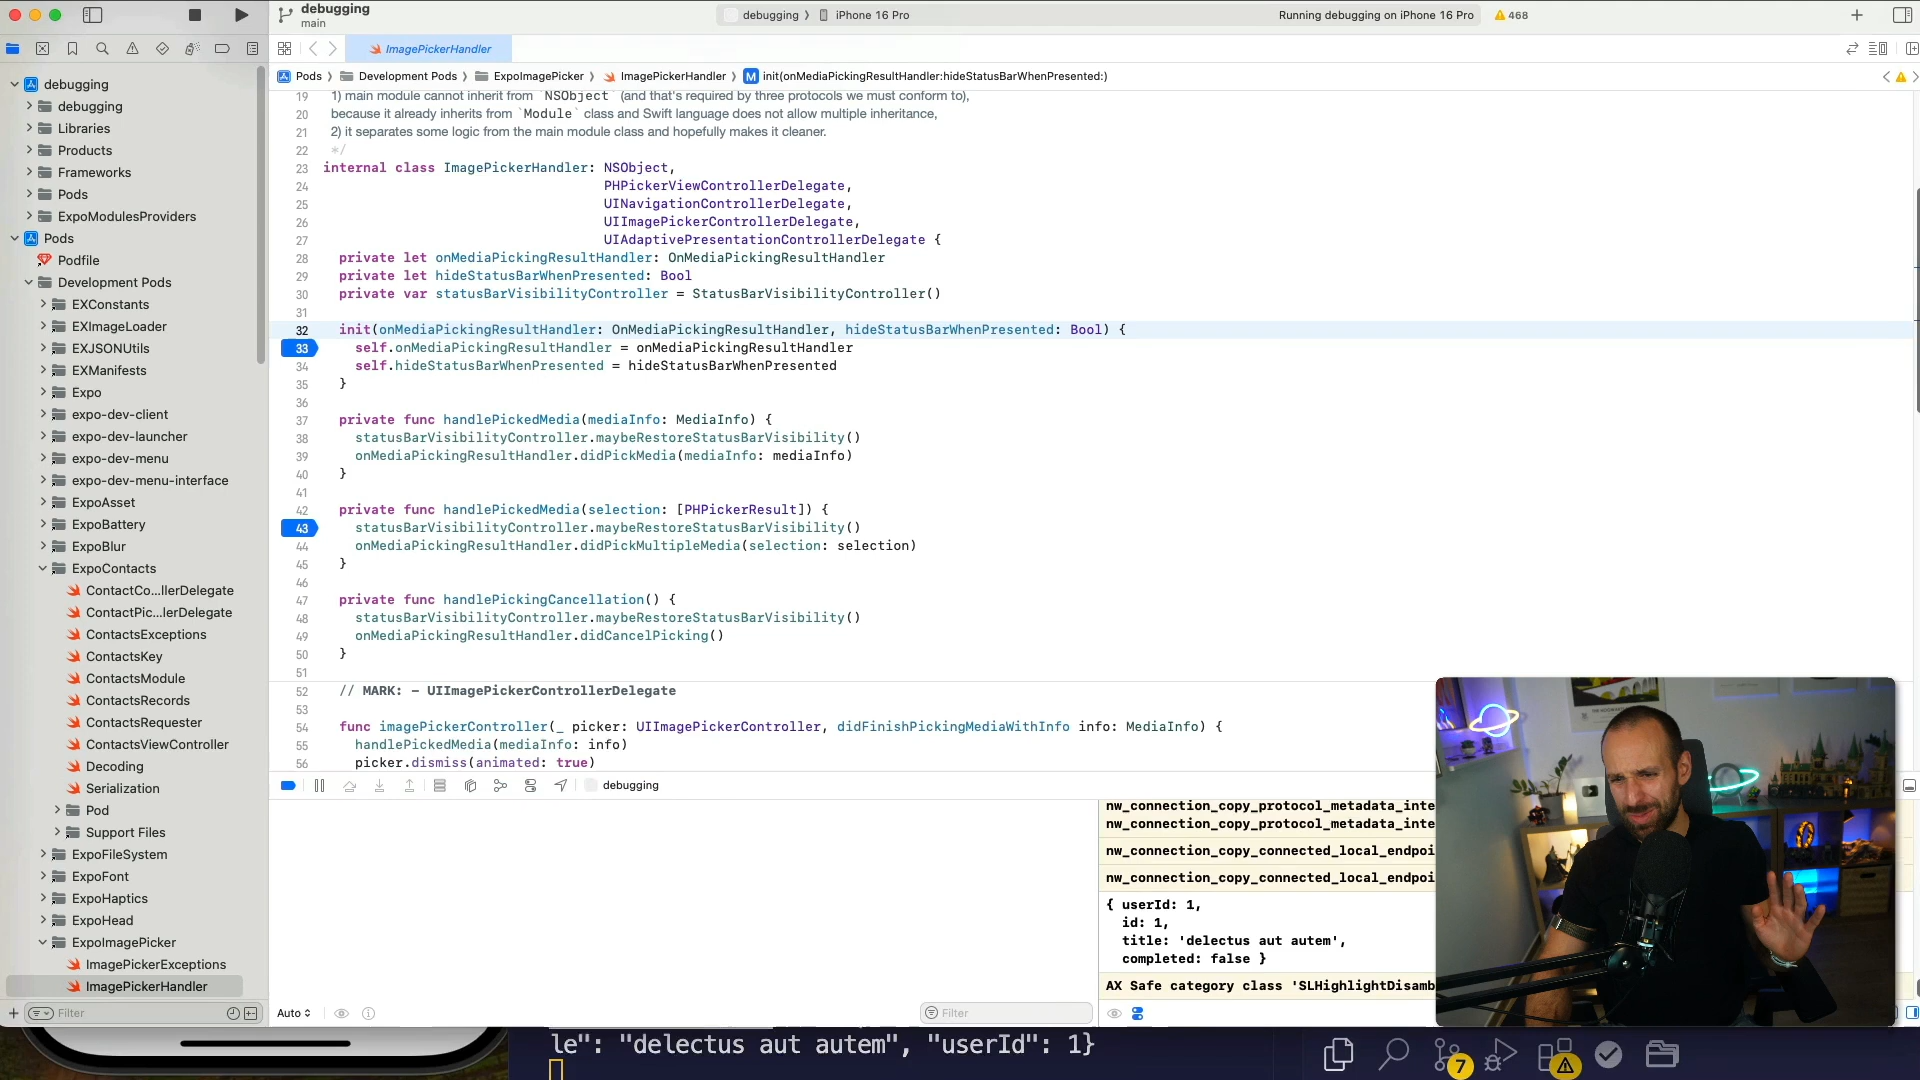 debugging
main
debugging
iPhone 16 Pro
Running debugging on iPhone 16 Pro
468
ImagePickerHandler
Pods
Development Pods
ExpoImagePicker
ImagePickerHandler
M
init(onMediaPickingResultHandler:hideStatusBarWhenPresented:)
debugging
debugging
Libraries
Products
Frameworks
Pods
ExpoModulesProviders
Pods
Podfile
Development Pods
EXConstants
EXImageLoader
EXJSONUtils
EXManifests
Expo
expo-dev-client
expo-dev-launcher
expo-dev-menu
expo-dev-menu-interface
ExpoAsset
ExpoBattery
ExpoBlur
ExpoContacts
ContactCo...llerDelegate
ContactPic...lerDelegate
ContactsExceptions
ContactsKey
ContactsModule
ContactsRecords
ContactsRequester
ContactsViewController
Decoding
Serialization
Pod
Support Files
ExpoFileSystem
ExpoFont
ExpoHaptics
ExpoHead
ExpoImagePicker
ImagePickerExceptions
ImagePickerHandler
Filter
19 1) main module cannot inherit from `NSObject` (and that's required by three protocols we must conform to),
20 because it already inherits from `Module` class and Swift language does not allow multiple inheritance,
21 2) it separates some logic from the main module class and hopefully makes it cleaner.
22 */
23 internal class ImagePickerHandler: NSObject,
24 PHPickerViewControllerDelegate,
25 UINavigationControllerDelegate,
26 UIImagePickerControllerDelegate,
27 UIAdaptivePresentationControllerDelegate {
28 private let onMediaPickingResultHandler: OnMediaPickingResultHandler
29 private let hideStatusBarWhenPresented: Bool
30 private var statusBarVisibilityController = StatusBarVisibilityController()
31
32 init(onMediaPickingResultHandler: OnMediaPickingResultHandler, hideStatusBarWhenPresented: Bool) {
33 self.onMediaPickingResultHandler = onMediaPickingResultHandler
34 self.hideStatusBarWhenPresented = hideStatusBarWhenPresented
35 }
36
37 private func handlePickedMedia(mediaInfo: MediaInfo) {
38 statusBarVisibilityController.maybeRestoreStatusBarVisibility()
39 onMediaPickingResultHandler.didPickMedia(mediaInfo: mediaInfo)
40 }
41
42 private func handlePickedMedia(selection: [PHPickerResult]) {
43 statusBarVisibilityController.maybeRestoreStatusBarVisibility()
44 onMediaPickingResultHandler.didPickMultipleMedia(selection: selection)
45 }
46
47 private func handlePickingCancellation() {
48 statusBarVisibilityController.maybeRestoreStatusBarVisibility()
49 onMediaPickingResultHandler.didCancelPicking()
50 }
51
52 // MARK: - UIImagePickerControllerDelegate
53
54 func imagePickerController(_ picker: UIImagePickerController, didFinishPickingMediaWithInfo info: MediaInfo) {
55 handlePickedMedia(mediaInfo: info)
56 picker.dismiss(animated: true)
debugging
Auto
Filter
nw_connection_copy_protocol_metadata_inte
nw_connection_copy_protocol_metadata_inte
nw_connection_copy_connected_local_endpoi
nw_connection_copy_connected_local_endpoi
{ userId: 1,
id: 1,
title: 'delectus aut autem',
completed: false }
AX Safe category class 'SLHighlightDisamb
le": "delectus aut autem", "userId": 1}
7